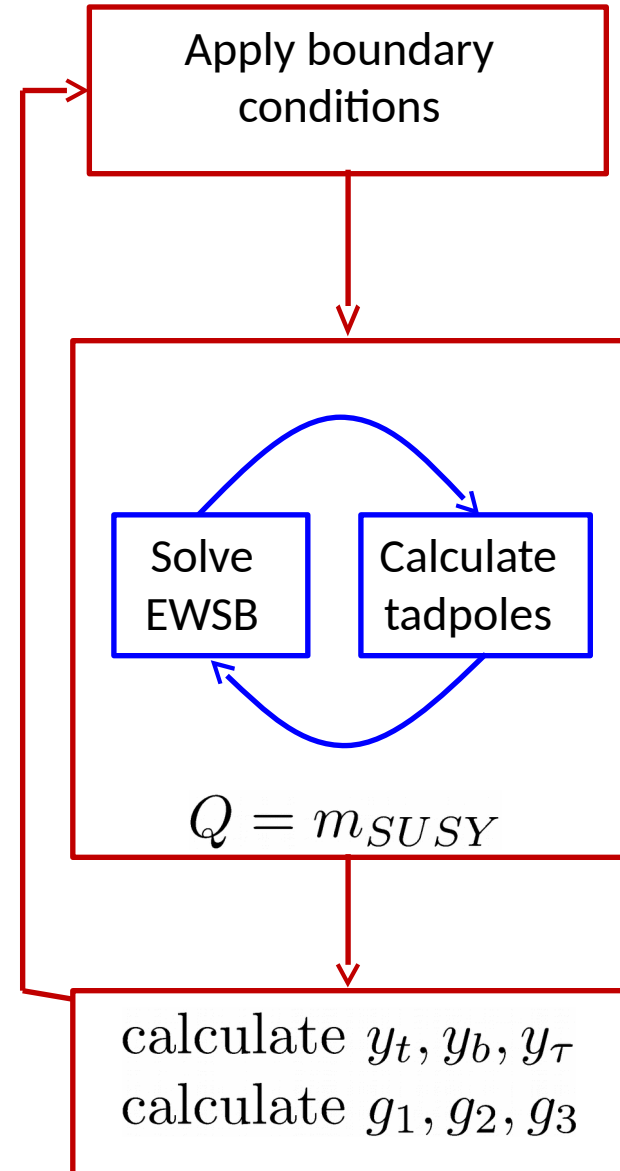 Apply boundary
conditions
Solve
EWSB
Calculate
tadpoles
Q = m_{SUSY}
calculate y_t, y_b, y_τ
calculate g_1, g_2, g_3